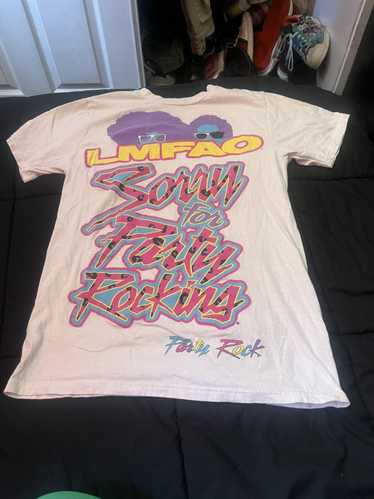 LMFAO
Sorry
for
Party
Rocking
Party Rock